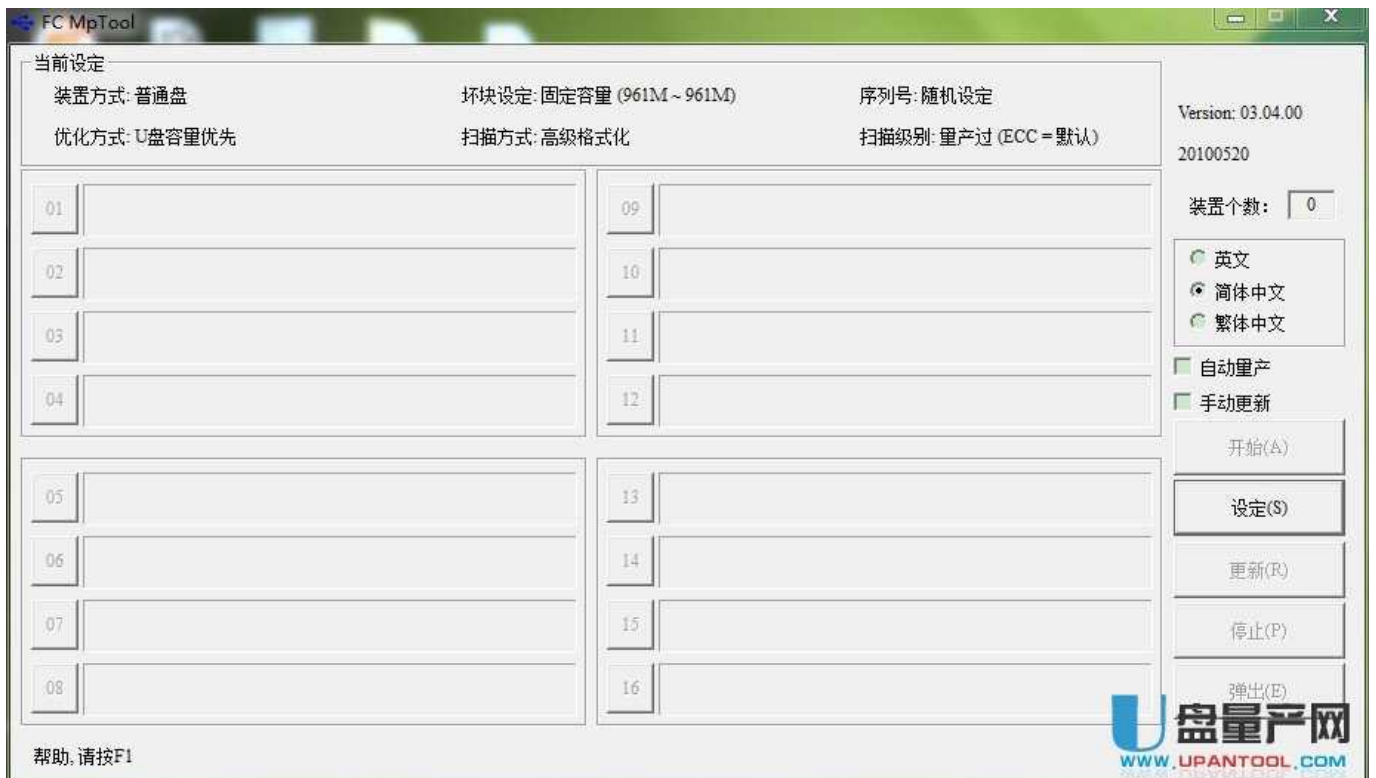 FC MpTool
当前设定
装置方式: 普通盘 坏块设定: 固定容量 (961M ~ 961M) 序列号: 随机设定
优化方式: U盘容量优先 扫描方式: 高级格式化 扫描级别: 量产过 (ECC = 默认)
Version: 03.04.00
20100520
装置个数: 0
英文
简体中文
繁体中文
自动量产
手动更新
开始(A)
设定(S)
更新(R)
停止(P)
弹出(E)
01
02
03
04
09
10
11
12
05
06
07
08
13
14
15
16
帮助, 请按F1
U盘量产网
WWW.UPANTOOL.COM